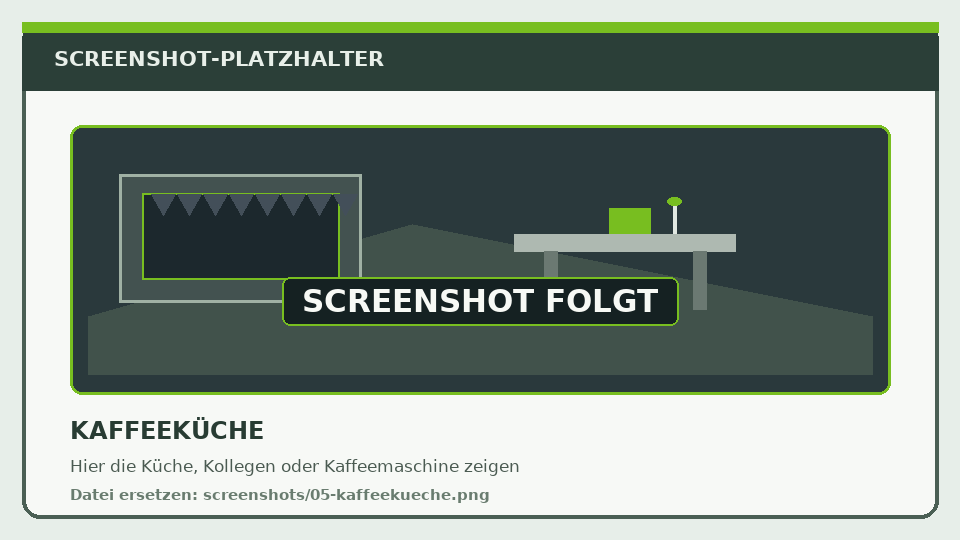 SCREENSHOT-PLATZHALTER
SCREENSHOT FOLGT
KAFFEEKÜCHE
Hier die Küche, Kollegen oder Kaffeemaschine zeigen
Datei ersetzen: screenshots/05-kaffeekueche.png